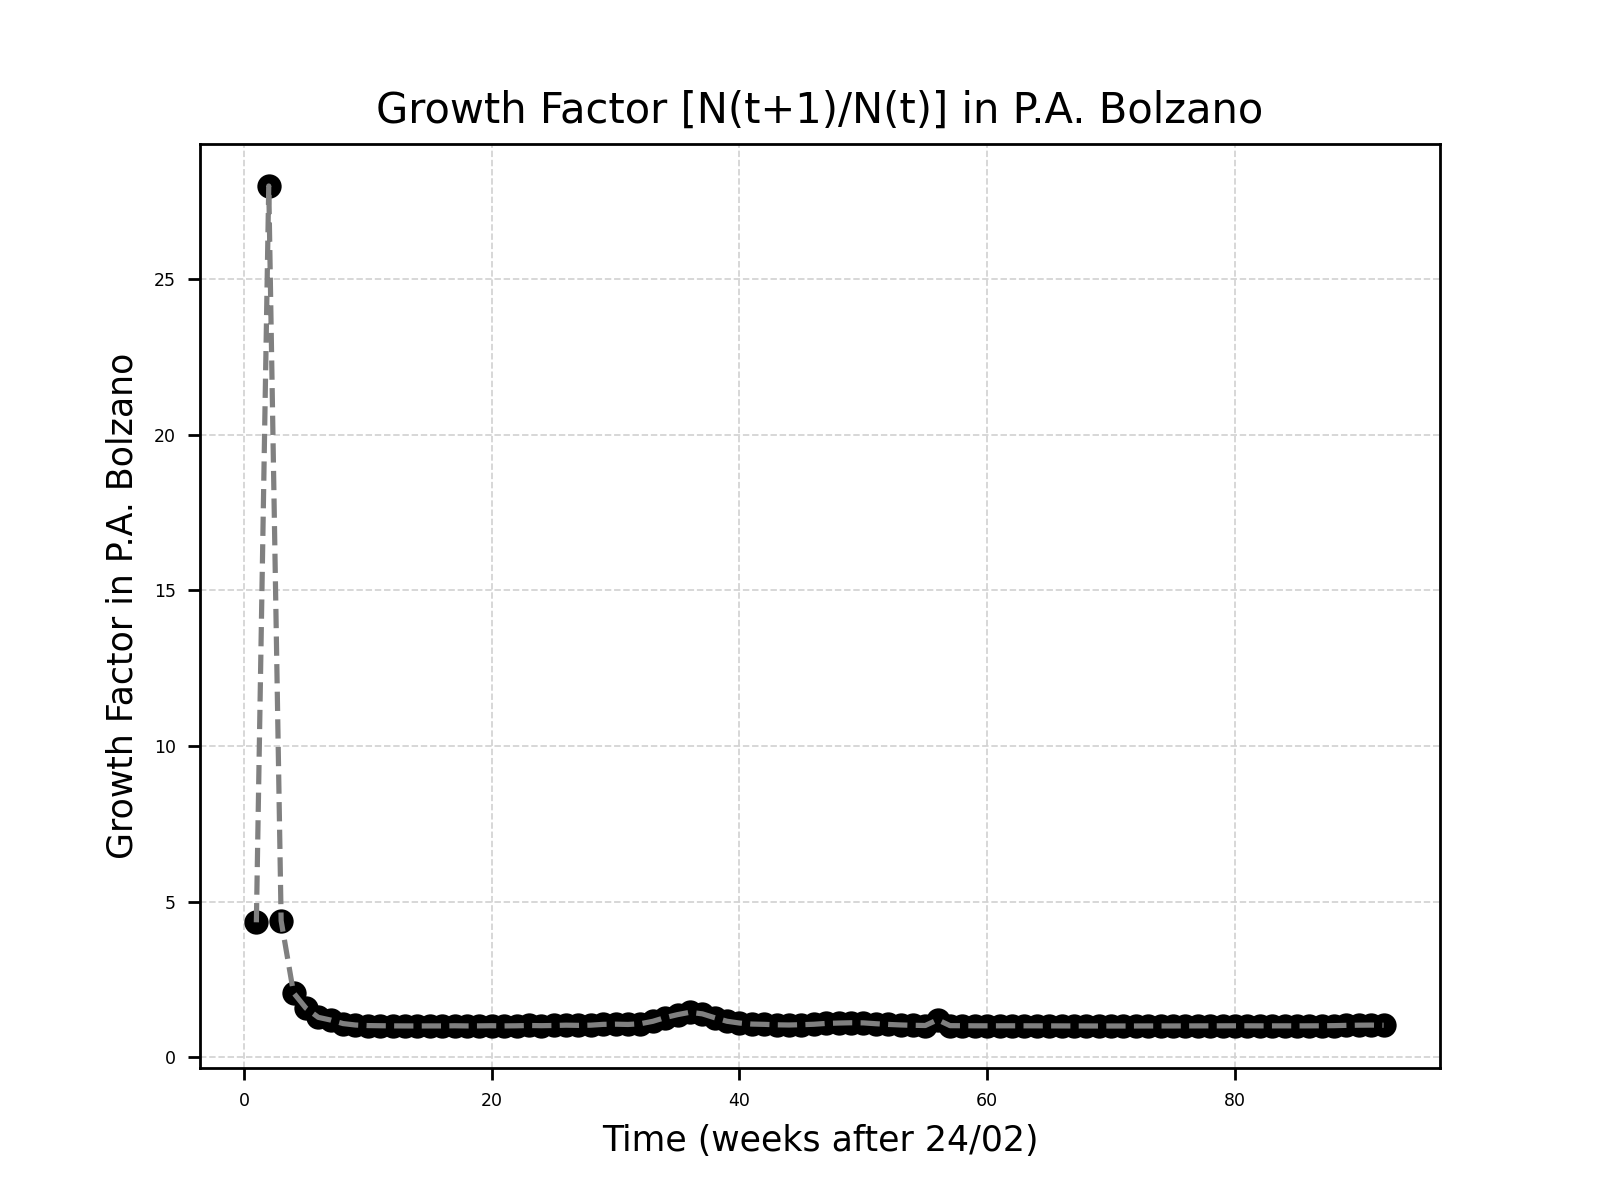 Growth Factor [N(t+1)/N(t)] in P.A. Bolzano
Growth Factor in P.A. Bolzano
25
20
15
10
5
0
0 20 40 60 80
Time (weeks after 24/02)